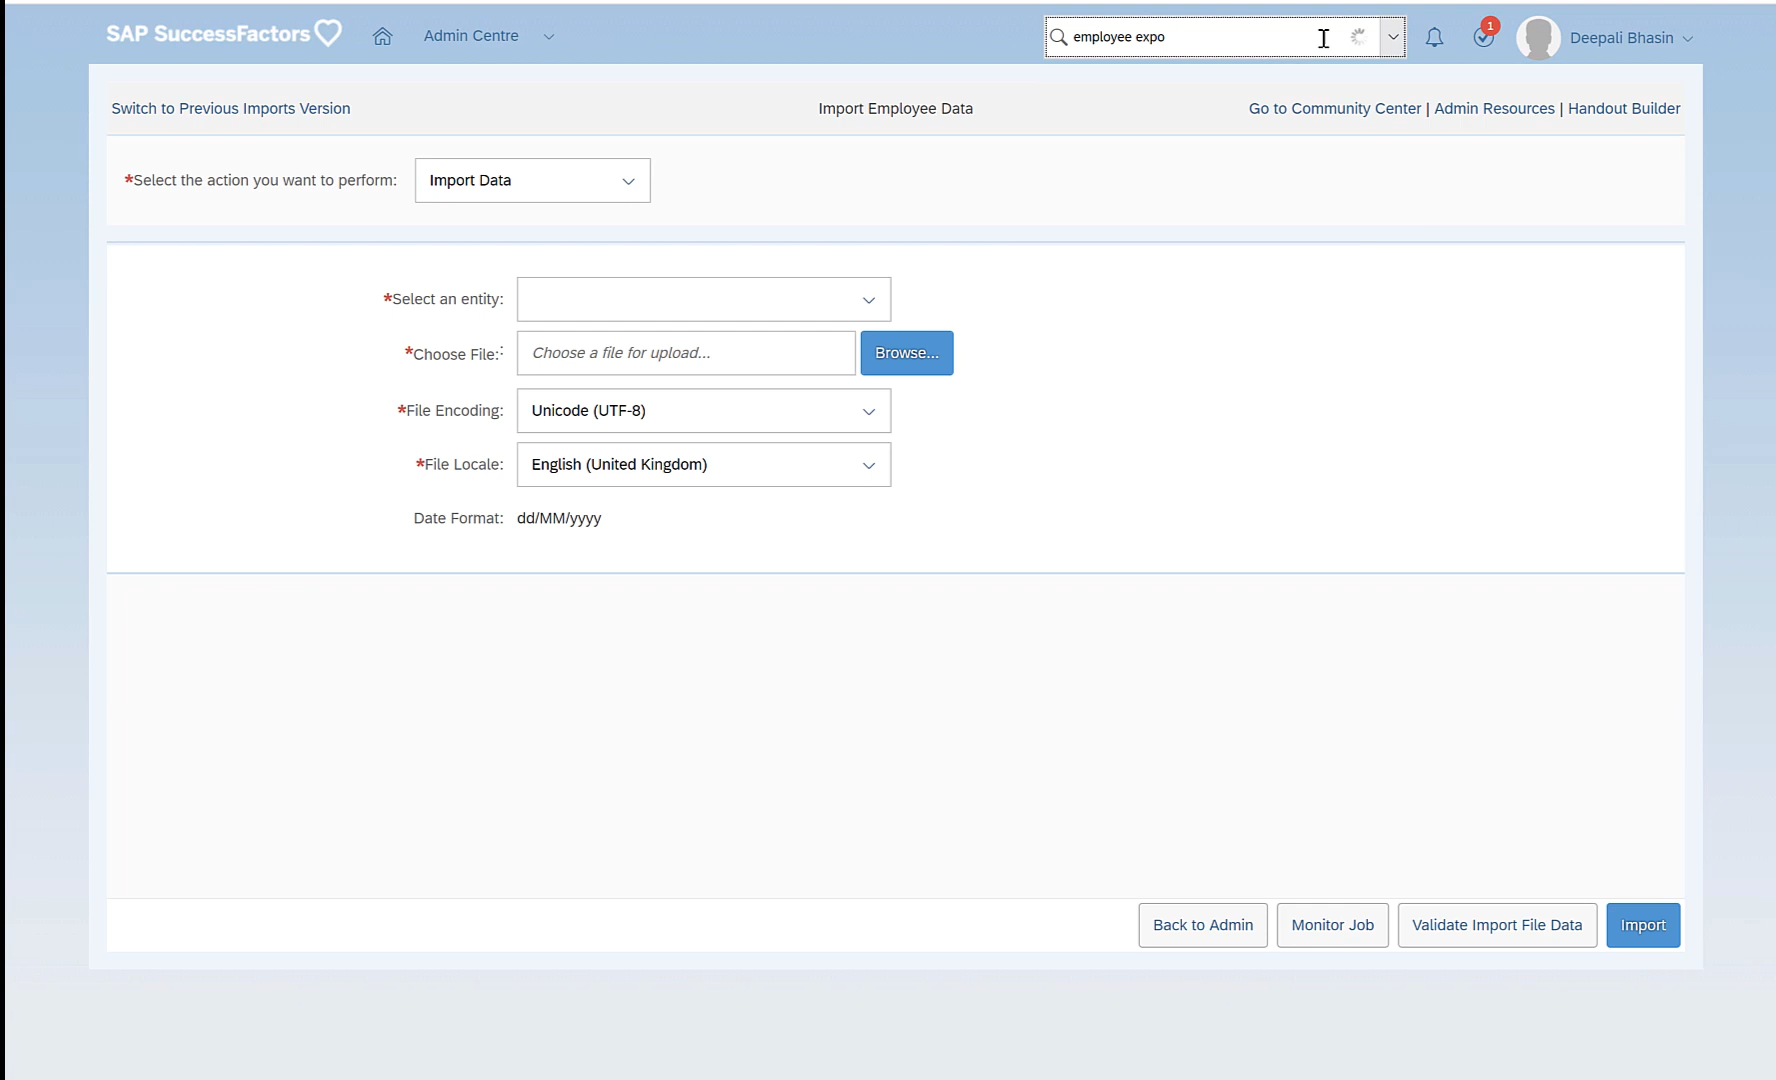 SAP SuccessFactors
Admin Centre
employee expo
1
Deepali Bhasin
Switch to Previous Imports Version
Import Employee Data
Go to Community Center | Admin Resources | Handout Builder
*Select the action you want to perform:
Import Data
*Select an entity:
*Choose File::
Choose a file for upload...
Browse...
*File Encoding:
Unicode (UTF-8)
*File Locale:
English (United Kingdom)
Date Format:
dd/MM/yyyy
Back to Admin
Monitor Job
Validate Import File Data
Import